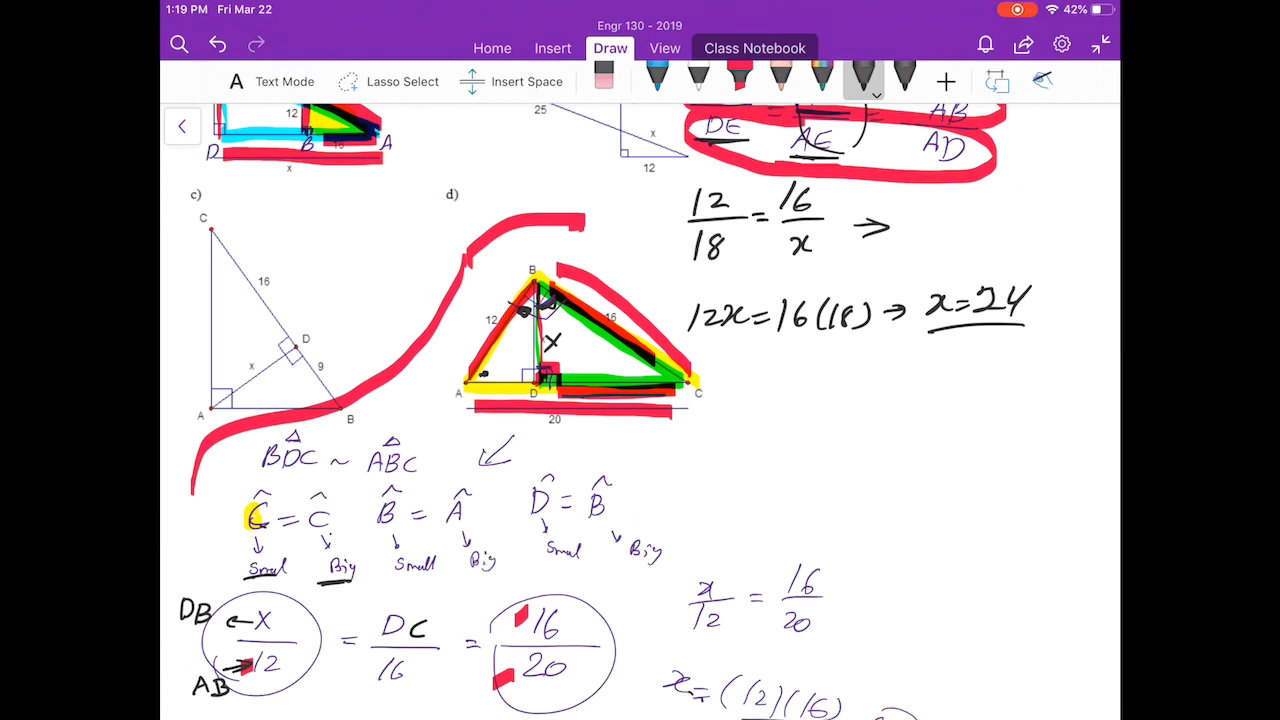 1:19 PM Fri Mar 22
42%
Engr 130 - 2019
Home Insert Draw View Class Notebook
A Text Mode Lasso Select Insert Space
12
D B 16 A
x
25
x
12
= = AB
DE AE AD
c)
C
16
D
x 9
A B
d)
B
12 16
X
A D C
20
12/18 = 16/x ⇒
12x = 16(18) → x = 24
BDC ~ ABC
Ĉ = Ĉ B̂ = Â D̂ = B̂
Smal Big Small Big Smal Big
DB ← X/12 = DC/16 = 16/20
AB
x/12 = 16/20
x = (12)(16)